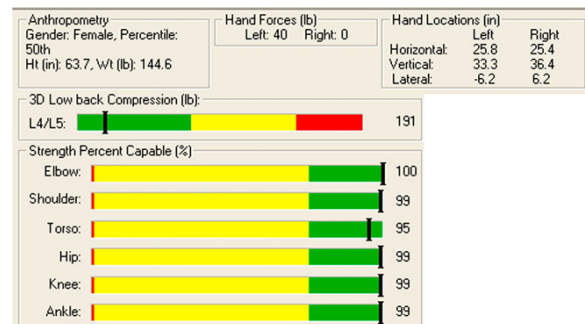 Anthropometry
Gender: Female, Percentile:
50th
Ht (in): 63.7, Wt (lb): 144.6
Hand Forces (lb)
Left: 40 Right: 0
Hand Locations (in)
Left Right
Horizontal: 25.8 25.4
Vertical: 33.3 36.4
Lateral: -6.2 6.2
3D Low back Compression (lb):
L4/L5: 191
Strength Percent Capable (%)
Elbow: 100
Shoulder: 99
Torso: 95
Hip: 99
Knee: 99
Ankle: 99